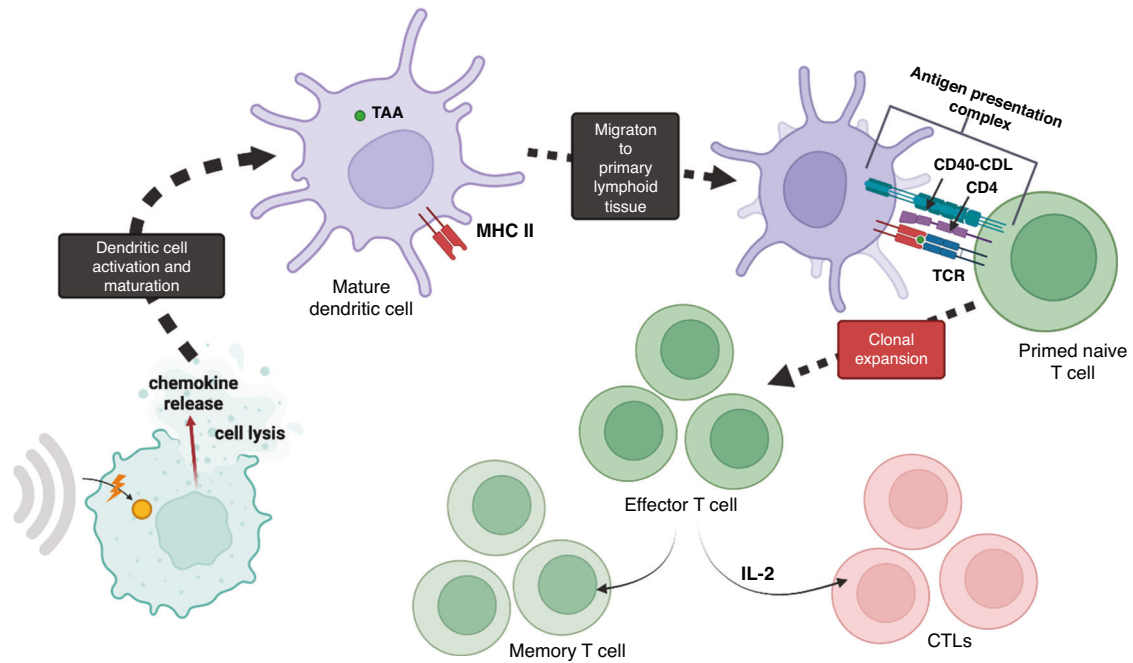 TAA
MHC II
Mature
dendritic cell
Migraton
to
primary
lymphoid
tissue
Antigen presentation
complex
CD40-CDL
CD4
TCR
Primed naive
T cell
Dendritic cell
activation and
maturation
Clonal
expansion
chemokine
release
cell lysis
Effector T cell
IL-2
Memory T cell
CTLs